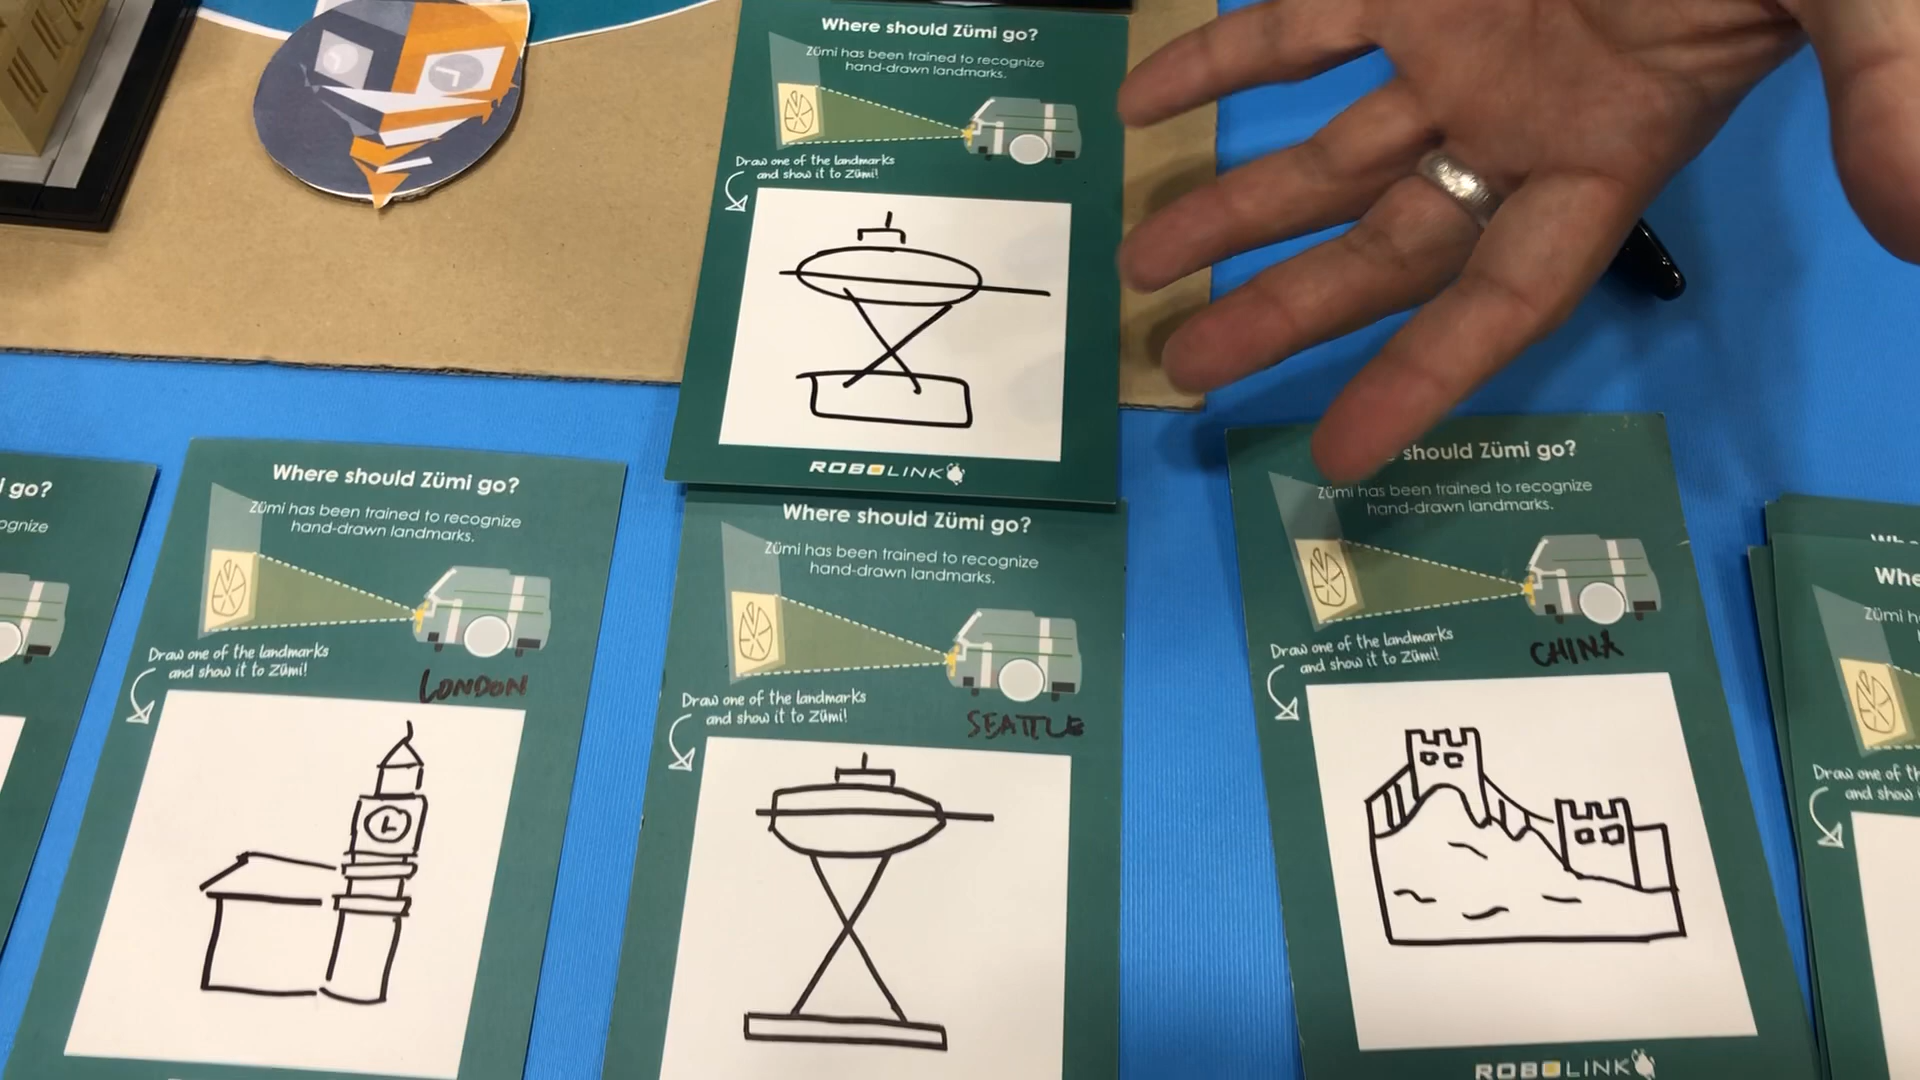 Where should Zümi go?
Zümi has been trained to recognize
hand-drawn landmarks.
Draw one of the landmarks
and show it to Zümi!
ROBOLINK
go?
ognize
Where should Zümi go?
Zümi has been trained to recognize
hand-drawn landmarks.
Draw one of the landmarks
and show it to Zümi!
LONDON
Where should Zümi go?
Zümi has been trained to recognize
hand-drawn landmarks.
Draw one of the landmarks
and show it to Zümi!
SEATTLE
should Zümi go?
Zümi has been trained to recognize
hand-drawn landmarks.
Draw one of the landmarks
and show it to Zümi!
CHINA
ROBOLINK
Whe
Zümi h
Draw one of th
and show